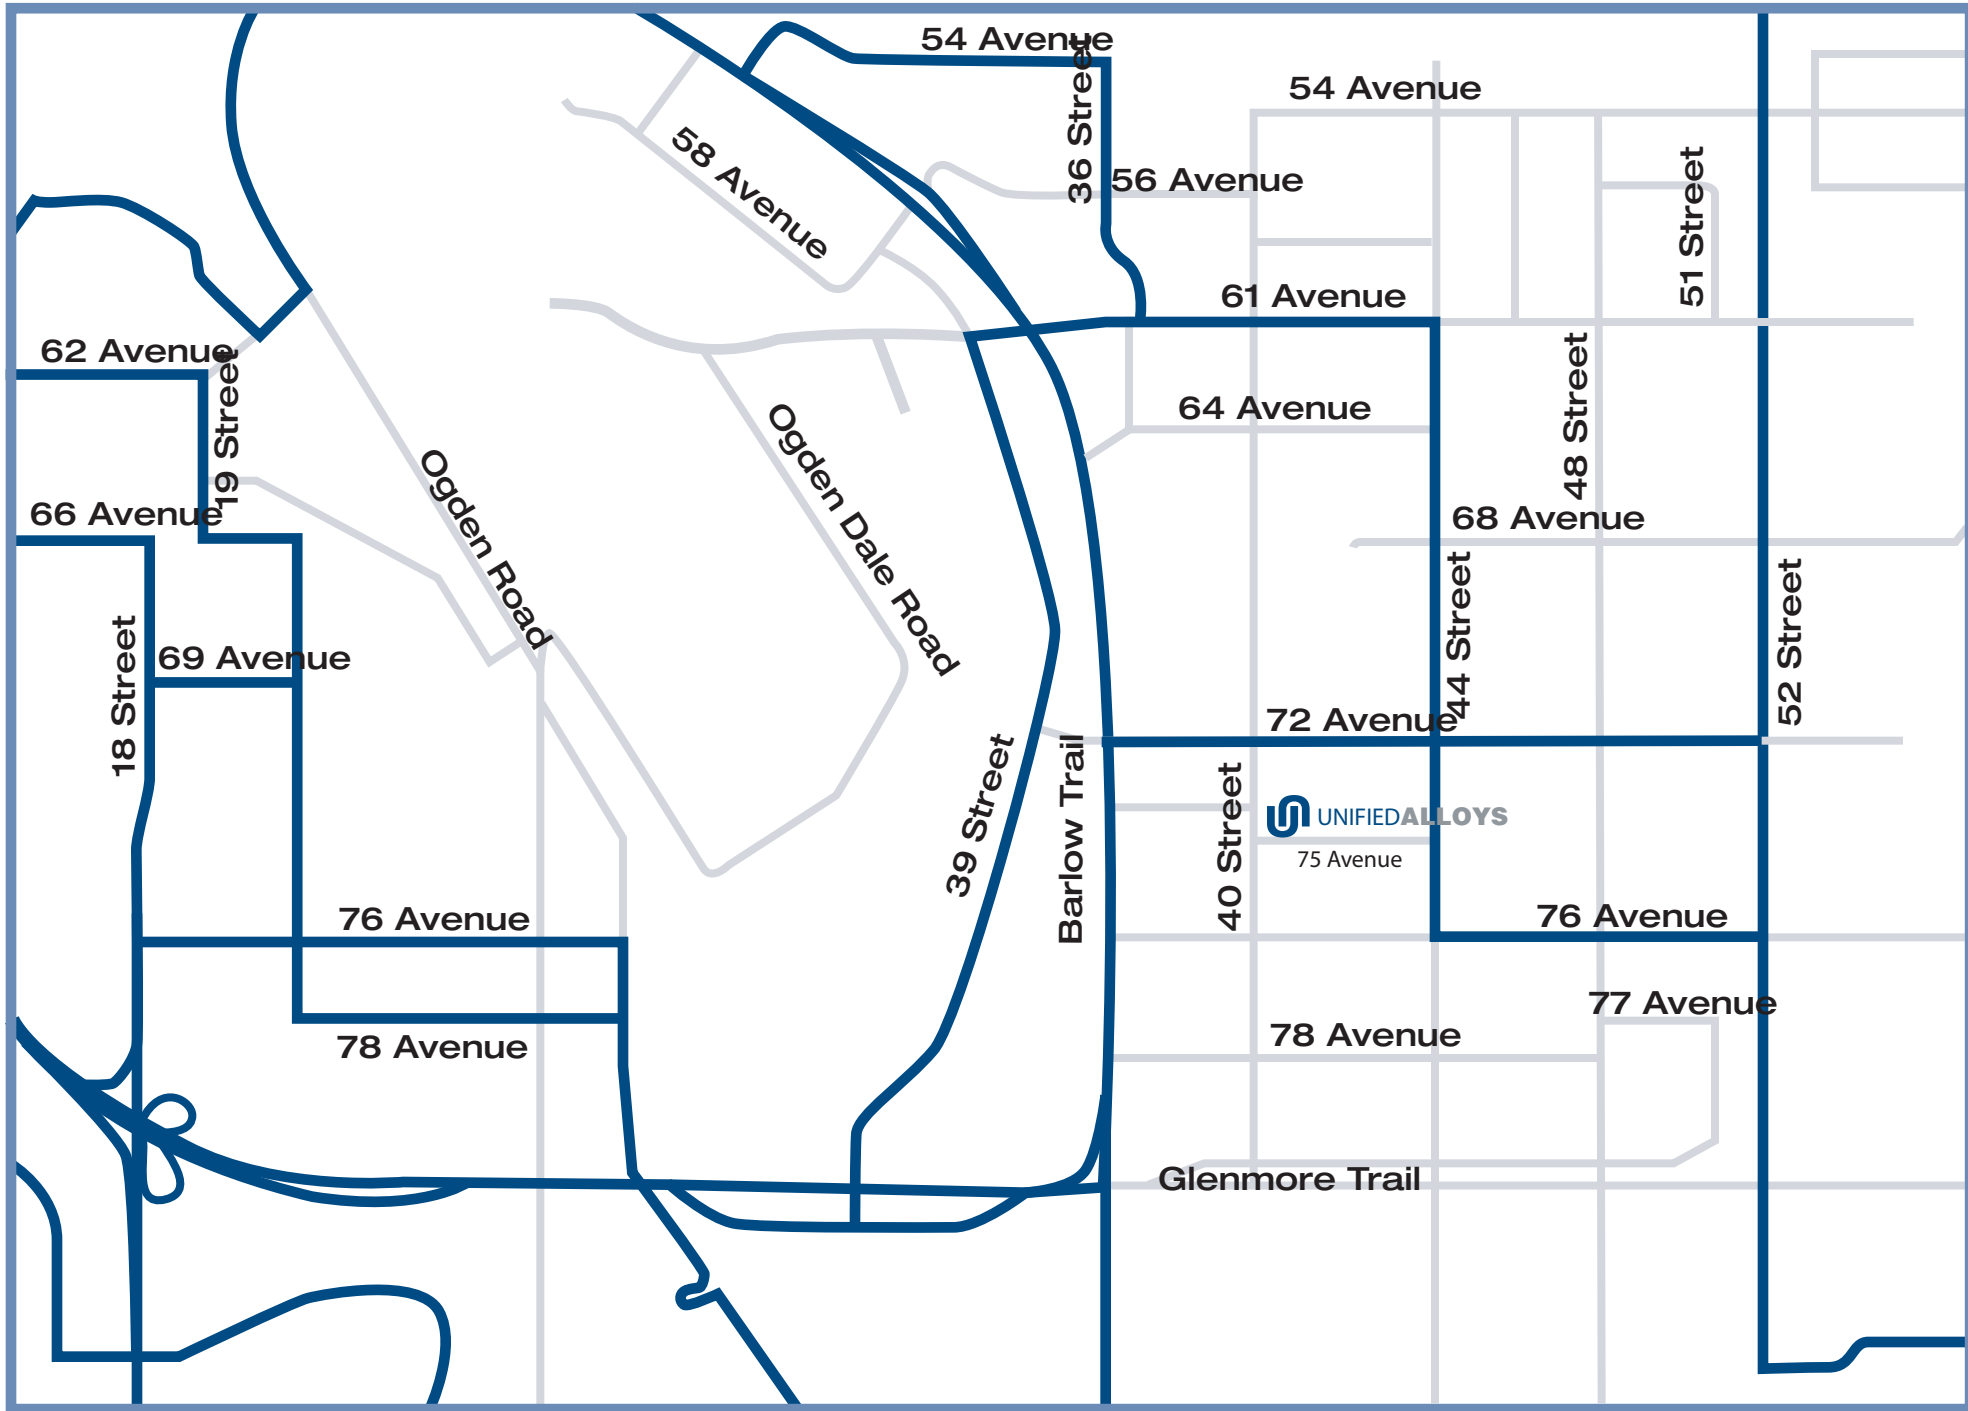 54 Avenue
36 Street
54 Avenue
58 Avenue
56 Avenue
51 Street
61 Avenue
62 Avenue
19 Street
48 Street
64 Avenue
Ogden Road
Ogden Dale Road
66 Avenue
68 Avenue
44 Street
52 Street
18 Street
69 Avenue
72 Avenue
39 Street
Barlow Trail
40 Street
UNIFIEDALLOYS
75 Avenue
76 Avenue
76 Avenue
77 Avenue
78 Avenue
78 Avenue
Glenmore Trail